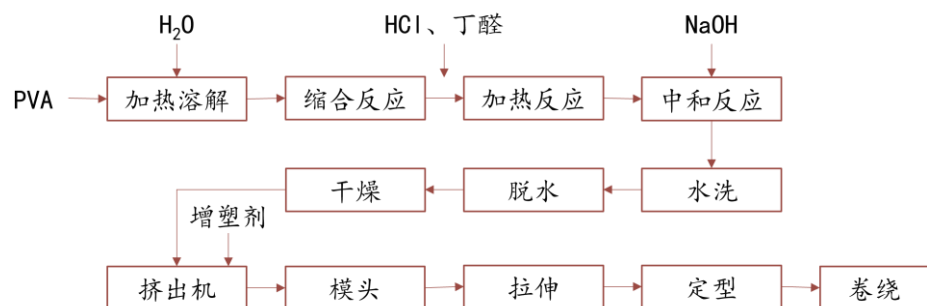 H₂O
HCl、丁醛
NaOH
PVA
加热溶解
缩合反应
加热反应
中和反应
干燥
脱水
水洗
增塑剂
挤出机
模头
拉伸
定型
卷绕